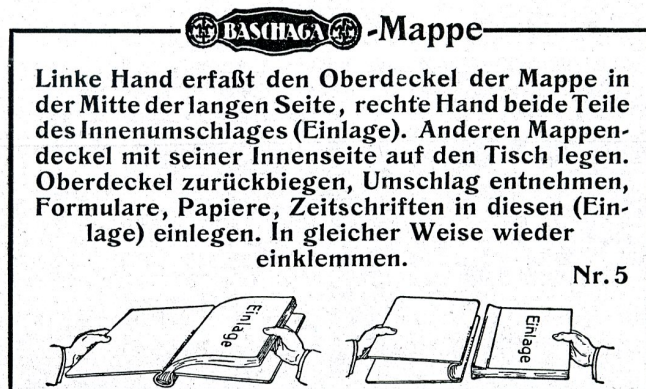 BASCHAGA -Mappe
Linke Hand erfaßt den Oberdeckel der Mappe in
der Mitte der langen Seite, rechte Hand beide Teile
des Innenumschlages (Einlage). Anderen Mappen-
deckel mit seiner Innenseite auf den Tisch legen.
Oberdeckel zurückbiegen, Umschlag entnehmen,
Formulare, Papiere, Zeitschriften in diesen (Ein-
lage) einlegen. In gleicher Weise wieder
einklemmen.
Nr. 5
Einlage
Einlage